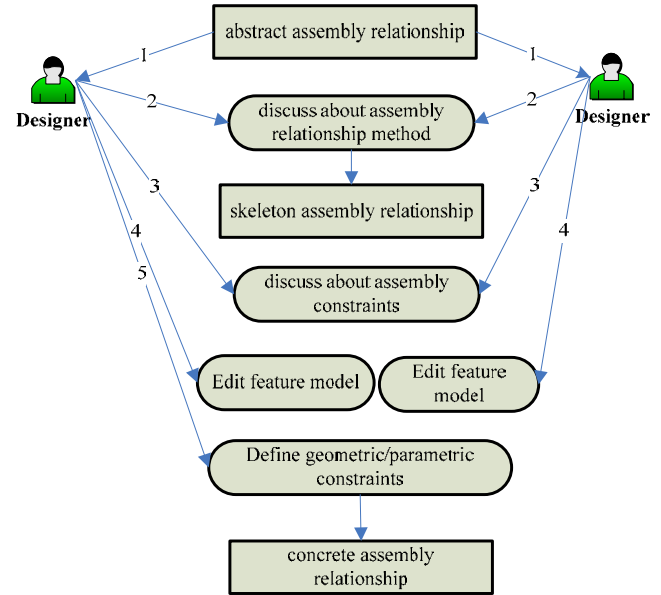 abstract assembly relationship
1
1
Designer
Designer
2
2
discuss about assembly
relationship method
3
3
skeleton assembly relationship
4
4
5
discuss about assembly
constraints
Edit feature model
Edit feature
model
Define geometric/parametric
constraints
concrete assembly
relationship